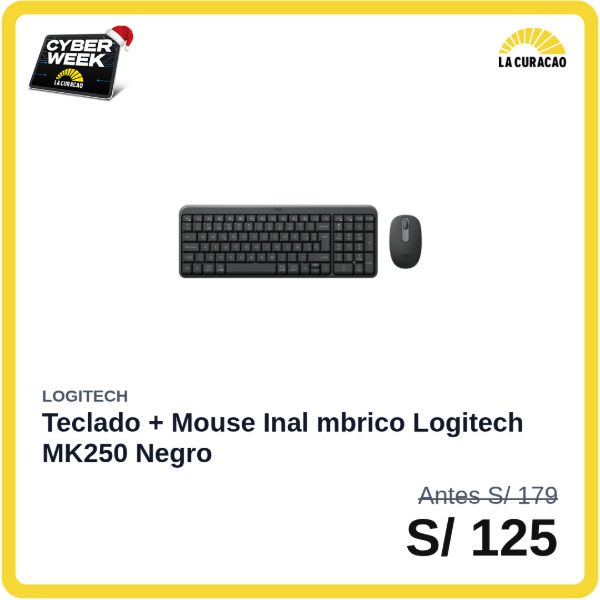 CYBER
WEEK
LA CURACAO
LA CURACAO
LOGITECH
Teclado + Mouse Inal mbrico Logitech
MK250 Negro
Antes S/ 179
S/ 125